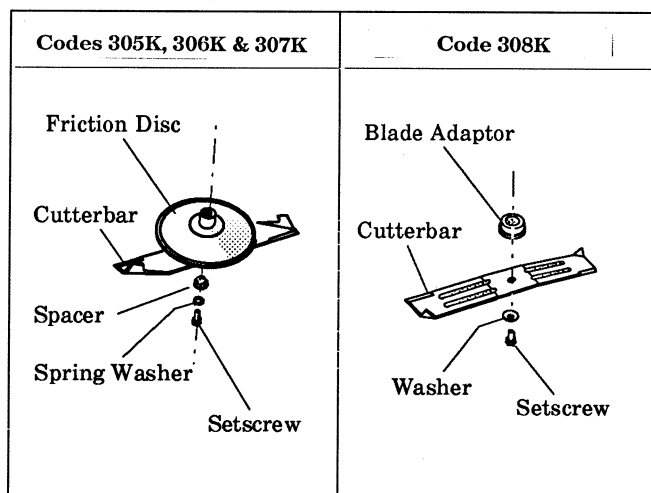 Codes 305K, 306K & 307K
Friction Disc
Cutterbar
Spacer
Spring Washer
Setscrew
Code 308K
Blade Adaptor
Cutterbar
Washer
Setscrew